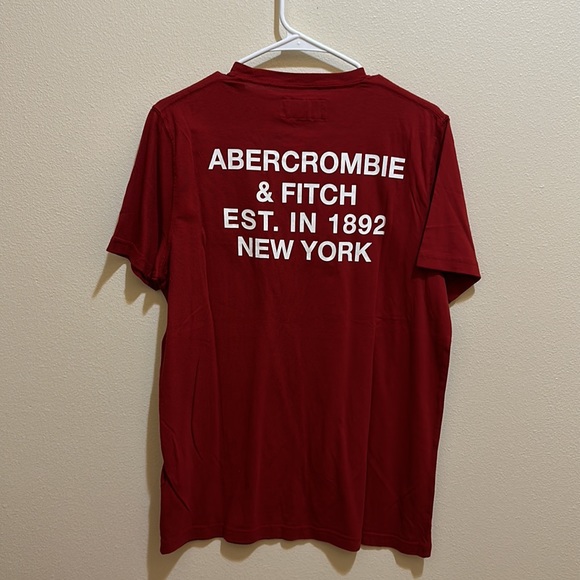 ABERCROMBIE
& FITCH
EST. IN 1892
NEW YORK